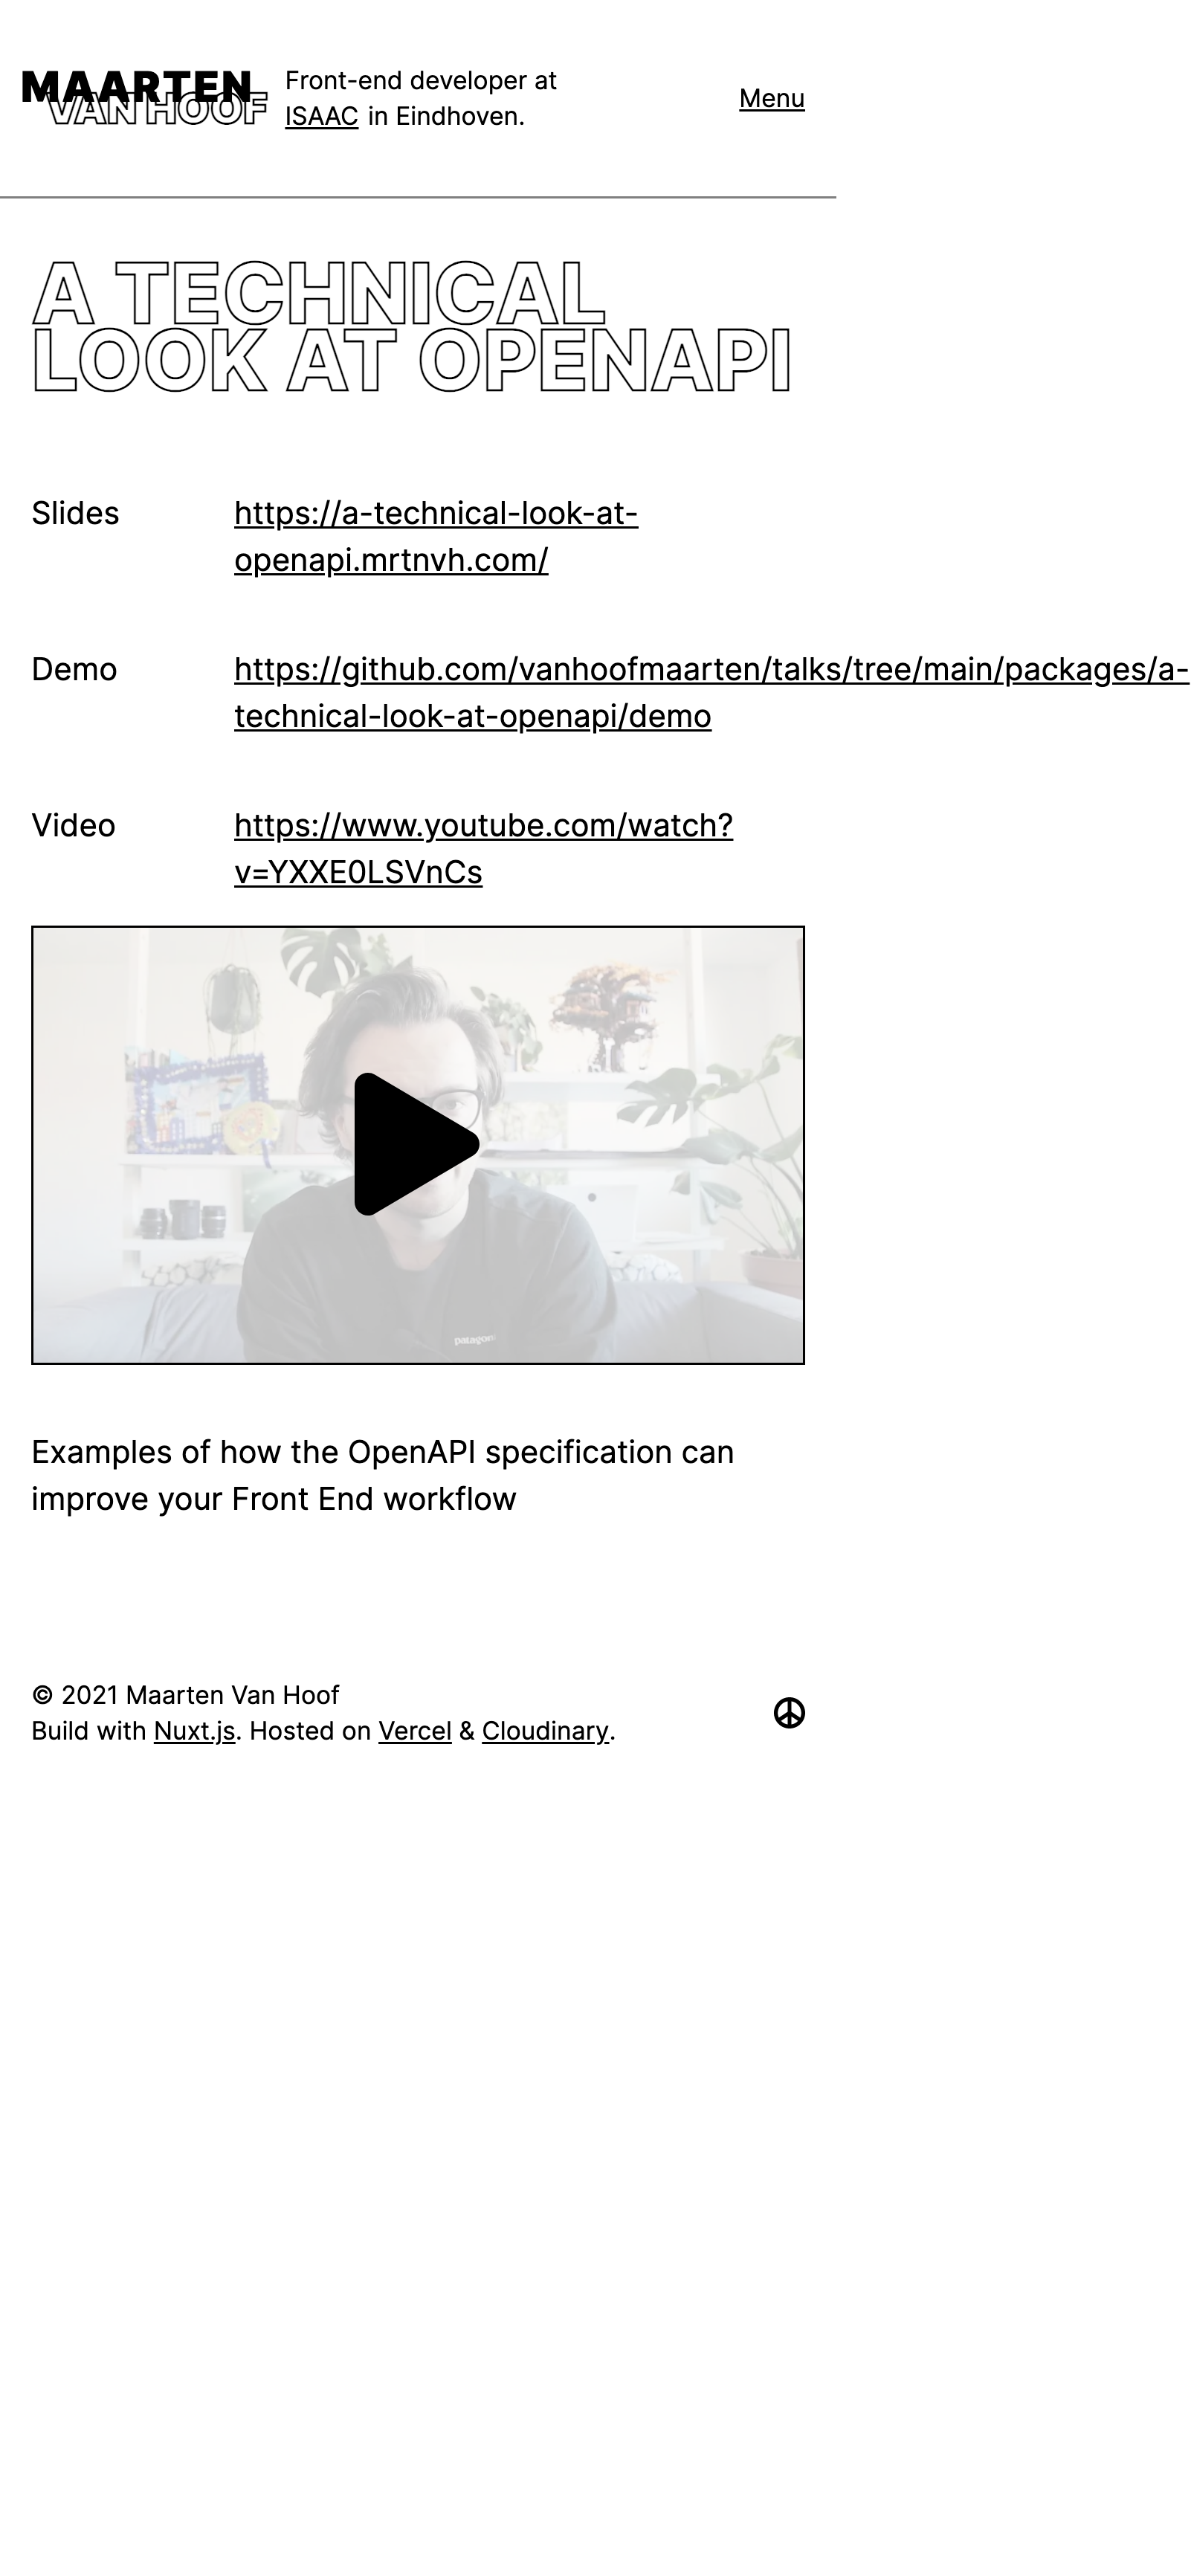 MAARTEN
VAN HOOF
Front-end developer at
ISAAC in Eindhoven.
Menu
A TECHNICAL
LOOK AT OPENAPI
Slides
https://a-technical-look-at-
openapi.mrtnvh.com/
Demo
https://github.com/vanhoofmaarten/talks/tree/main/packages/a-
technical-look-at-openapi/demo
Video
https://www.youtube.com/watch?
v=YXXE0LSVnCs
patagoni
Examples of how the OpenAPI specification can
improve your Front End workflow
© 2021 Maarten Van Hoof
Build with Nuxt.js. Hosted on Vercel & Cloudinary.